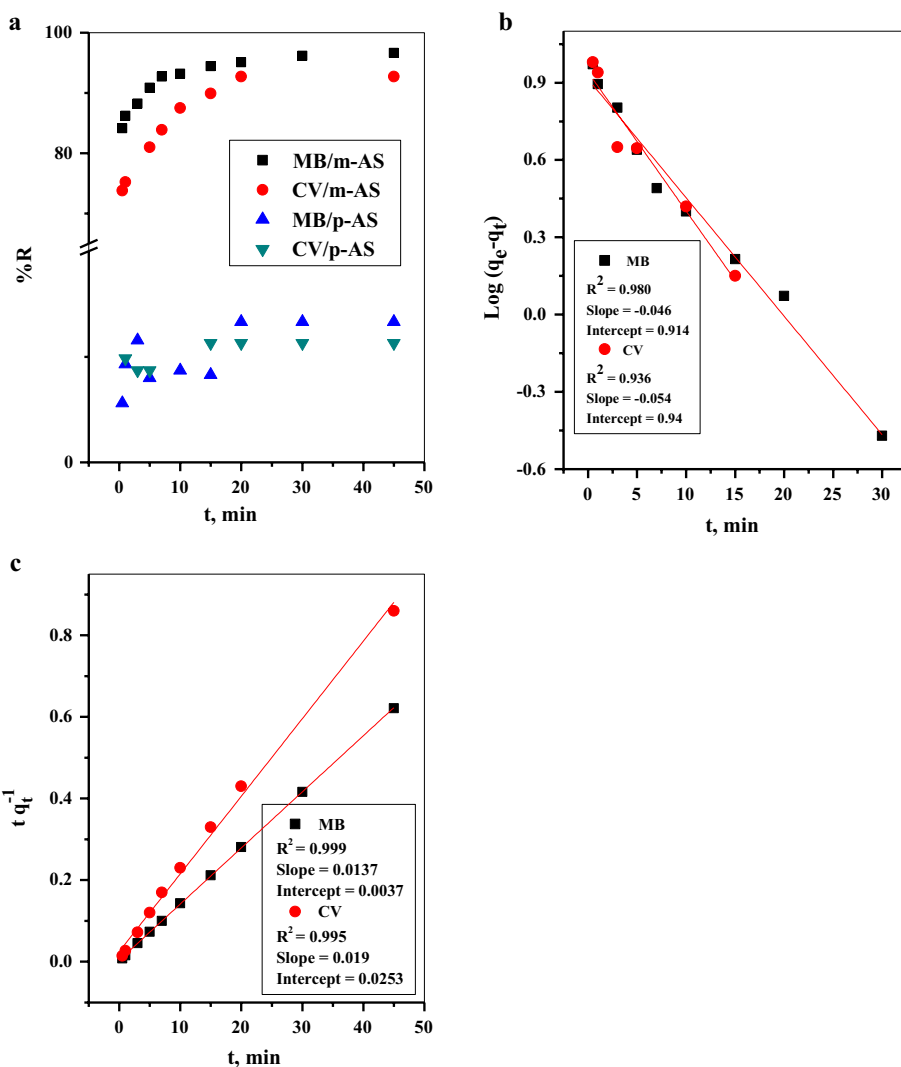 a
100
80
0
%R
MB/m-AS
CV/m-AS
MB/p-AS
CV/p-AS
0 10 20 30 40 50
t, min
b
0.9
0.6
0.3
0.0
-0.3
-0.6
Log (qe-qt)
MB
R2 = 0.980
Slope = -0.046
Intercept = 0.914
CV
R2 = 0.936
Slope = -0.054
Intercept = 0.94
0 5 10 15 20 25 30
t, min
c
0.8
0.6
0.4
0.2
0.0
t qt-1
MB
R2 = 0.999
Slope = 0.0137
Intercept = 0.0037
CV
R2 = 0.995
Slope = 0.019
Intercept = 0.0253
0 10 20 30 40 50
t, min